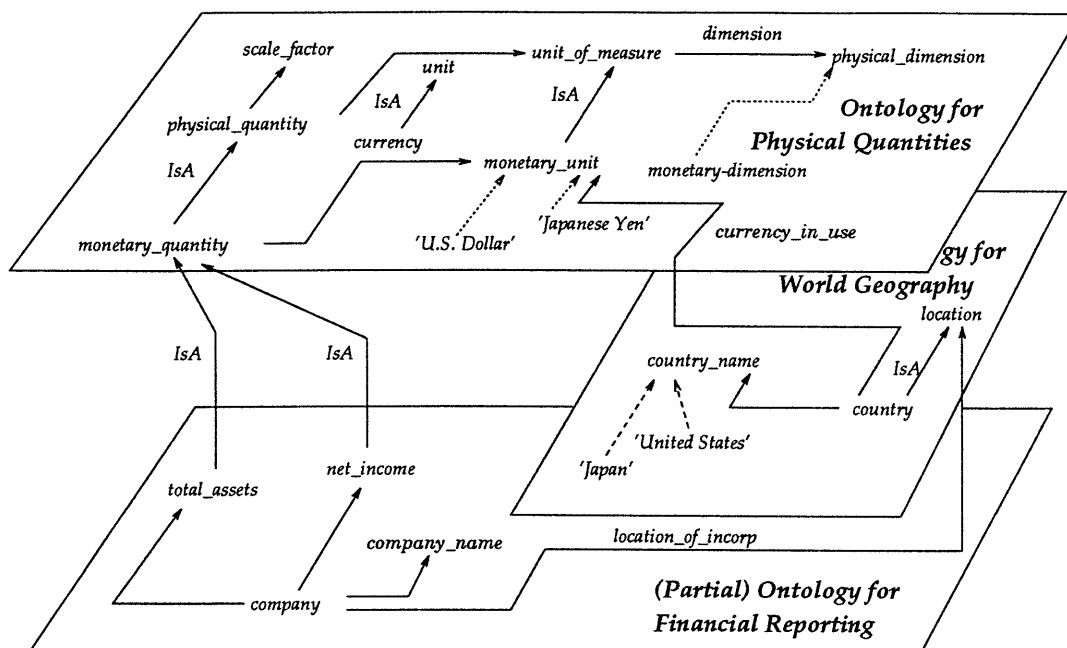 dimension
scale_factor
unit_of_measure
physical_dimension
unit
IsA
IsA
Ontology for
Physical Quantities
physical_quantity
currency
monetary_unit
monetary-dimension
IsA
'Japanese Yen'
'U.S. Dollar'
currency_in_use
monetary_quantity
gy for
World Geography
location
IsA
IsA
country_name
IsA
country
'United States'
'Japan'
net_income
total_assets
company_name
location_of_incorp
company
(Partial) Ontology for
Financial Reporting